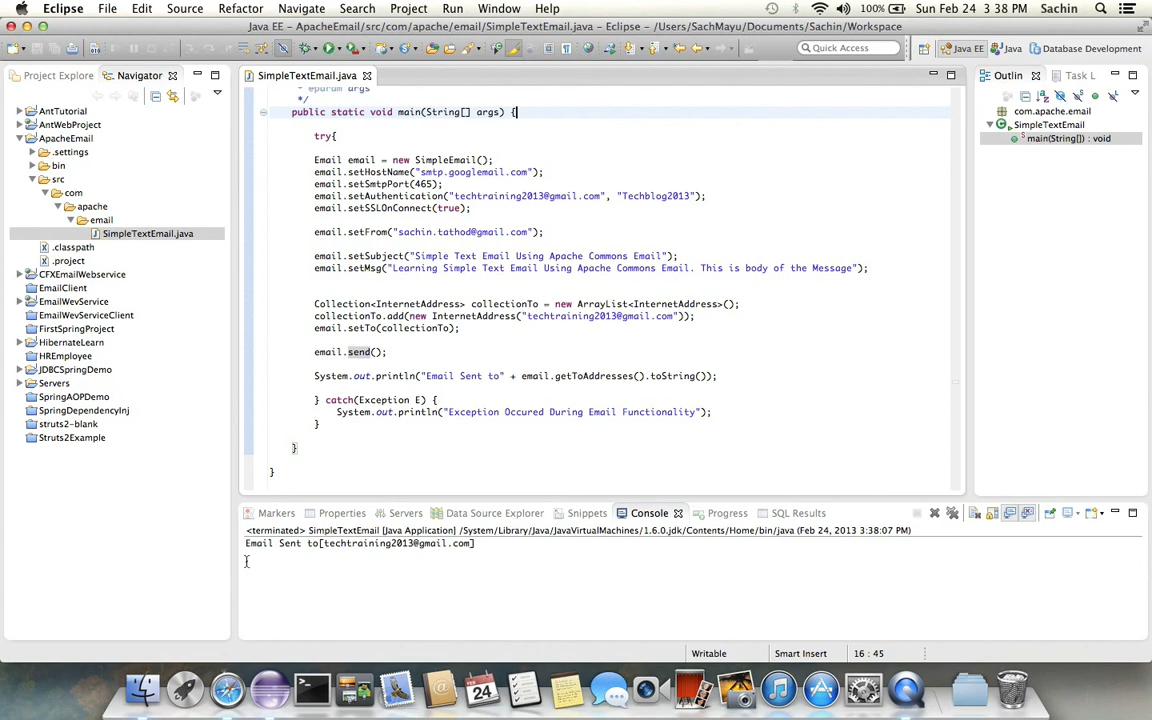 Eclipse File Edit Source Refactor Navigate Search Project Run Window Help 100% Sun Feb 24 3:38 PM Sachin
Java EE - ApacheEmail/src/apache/email/SimpleTextEmail.java - Eclipse - /Users/SachMayu/Documents/Sachin/Workspace
Quick Access Java EE Java Database Development
Project Explore Navigator
SimpleTextEmail.java
Outlin Task L
AntTutorial
AntWebProject
ApacheEmail
.settings
bin
src
com
apache
email
SimpleTextEmail.java
.classpath
.project
CFXEmailWebservice
EmailClient
EmailWevService
EmailWevServiceClient
FirstSpringProject
HibernateLearn
HREmployee
JDBCSpringDemo
Servers
SpringAOPDemo
SpringDependencyInj
struts2-blank
Struts2Example
* @param args
*/
public static void main(String[] args) {
try{
Email email = new SimpleEmail();
email.setHostName("smtp.googlemail.com");
email.setSmtpPort(465);
email.setAuthentication("techtraining2013@gmail.com", "Techblog2013");
email.setSSLOnConnect(true);
email.setFrom("sachin.tathod@gmail.com");
email.setSubject("Simple Text Email Using Apache Commons Email");
email.setMsg("Learning Simple Text Email Using Apache Commons Email. This is body of the Message");
Collection<InternetAddress> collectionTo = new ArrayList<InternetAddress>();
collectionTo.add(new InternetAddress("techtraining2013@gmail.com"));
email.setTo(collectionTo);
email.send();
System.out.println("Email Sent to" + email.getToAddresses().toString());
} catch(Exception E) {
System.out.println("Exception Occured During Email Functionality");
}
}
}
com.apache.email
SimpleTextEmail
main(String[]) : void
Markers Properties Servers Data Source Explorer Snippets Console Progress SQL Results
<terminated> SimpleTextEmail [Java Application] /System/Library/Java/JavaVirtualMachines/1.6.0.jdk/Contents/Home/bin/java (Feb 24, 2013 3:38:07 PM)
Email Sent to[techtraining2013@gmail.com]
Writable Smart Insert 16 : 45
FEB
24